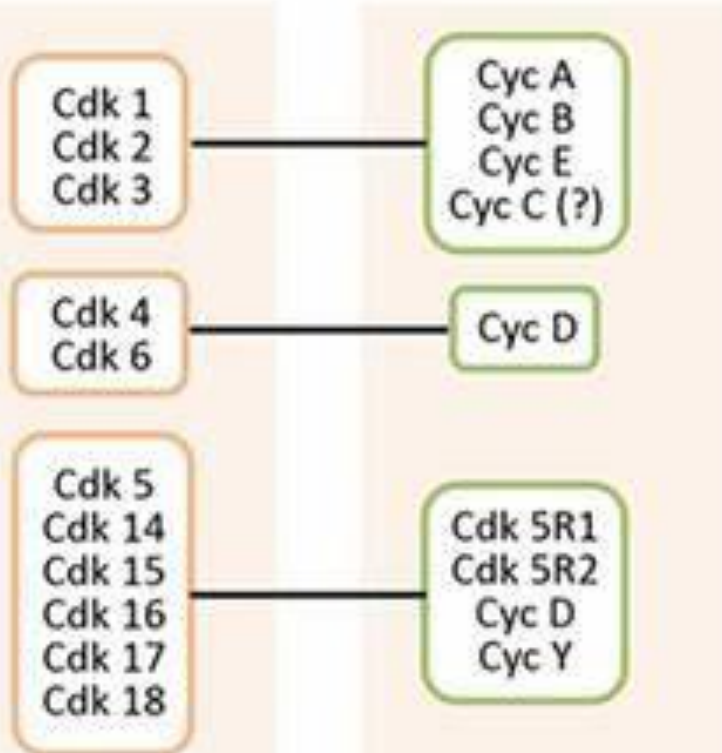 Cdk 1
Cdk 2
Cdk 3
Cyc A
Cyc B
Cyc E
Cyc C (?)
Cdk 4
Cdk 6
Cyc D
Cdk 5
Cdk 14
Cdk 15
Cdk 16
Cdk 17
Cdk 18
Cdk 5R1
Cdk 5R2
Cyc D
Cyc Y